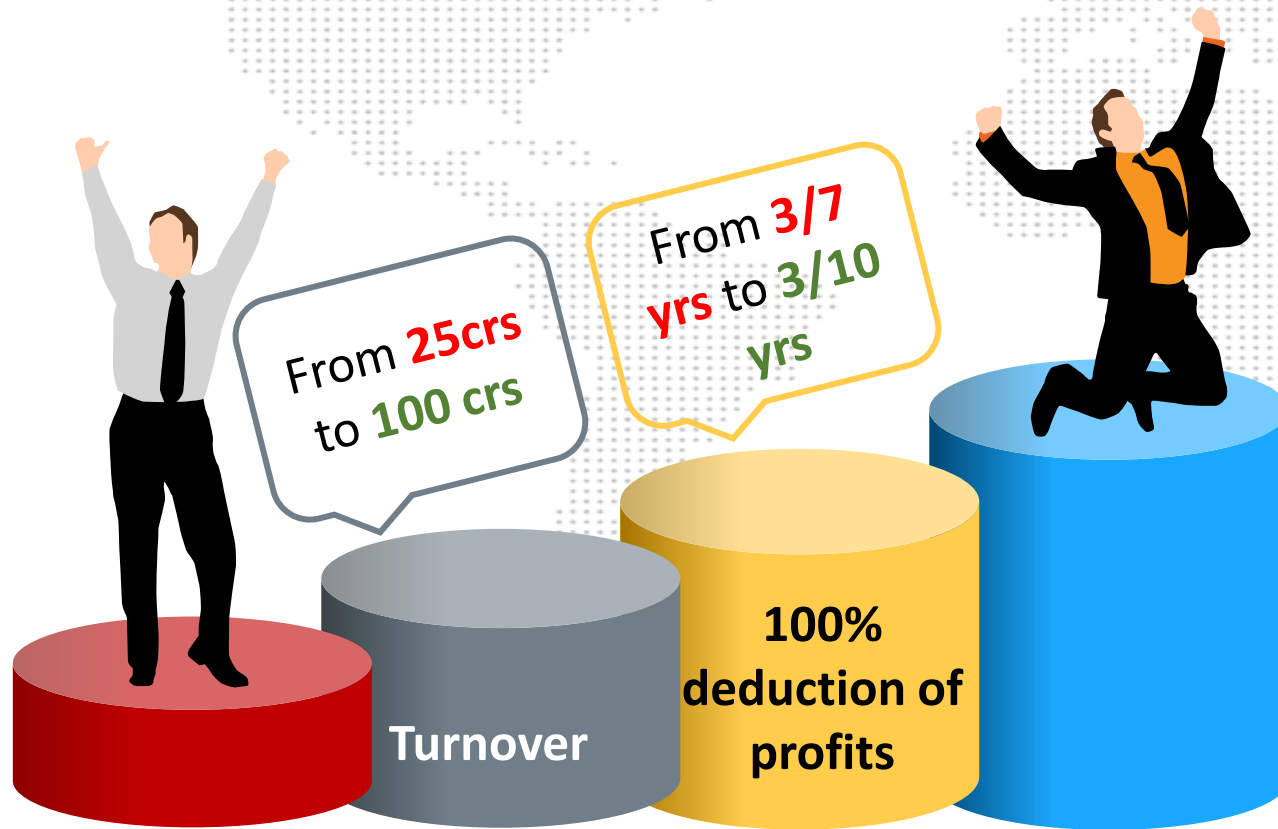 From 25crs
to 100 crs
From 3/7
yrs to 3/10
yrs
Turnover
100%
deduction of
profits